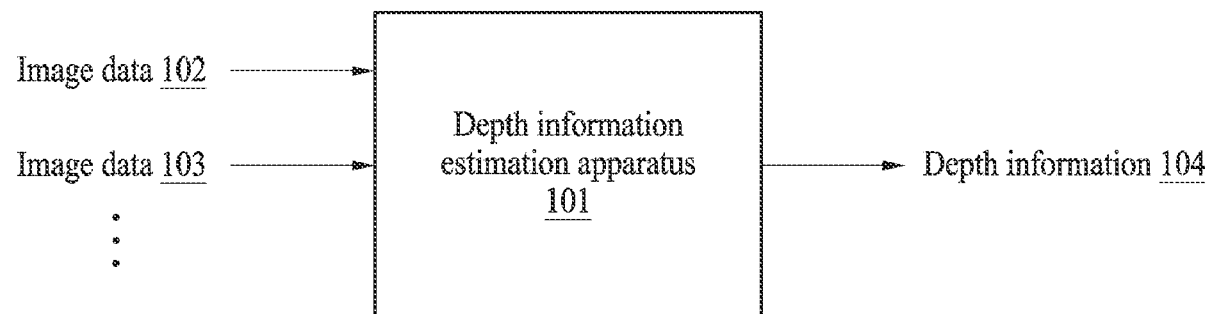 Image data 102
Image data 103
Depth information
estimation apparatus
101
Depth information 104